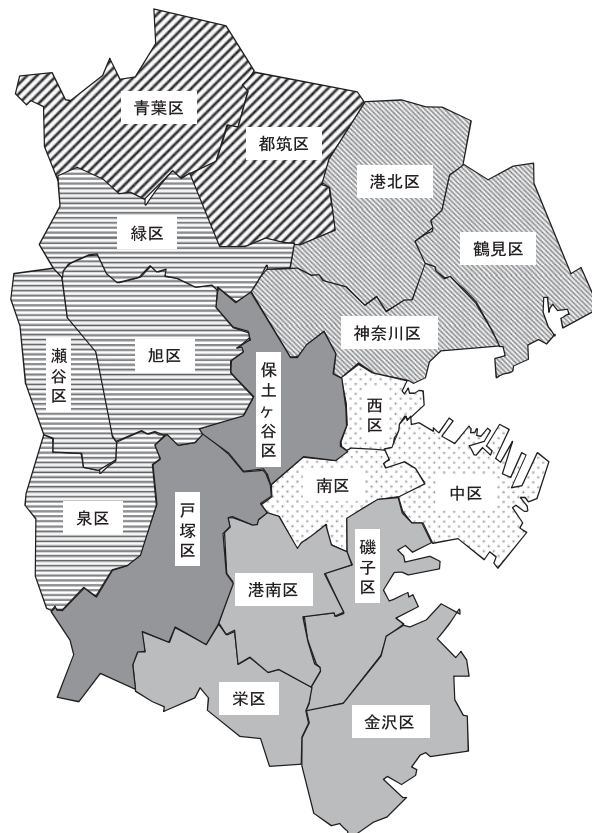 青葉区
都筑区
港北区
緑区
鶴見区
神奈川区
瀬谷区
旭区
保土ヶ谷区
西区
南区
中区
泉区
戸塚区
磯子区
港南区
栄区
金沢区